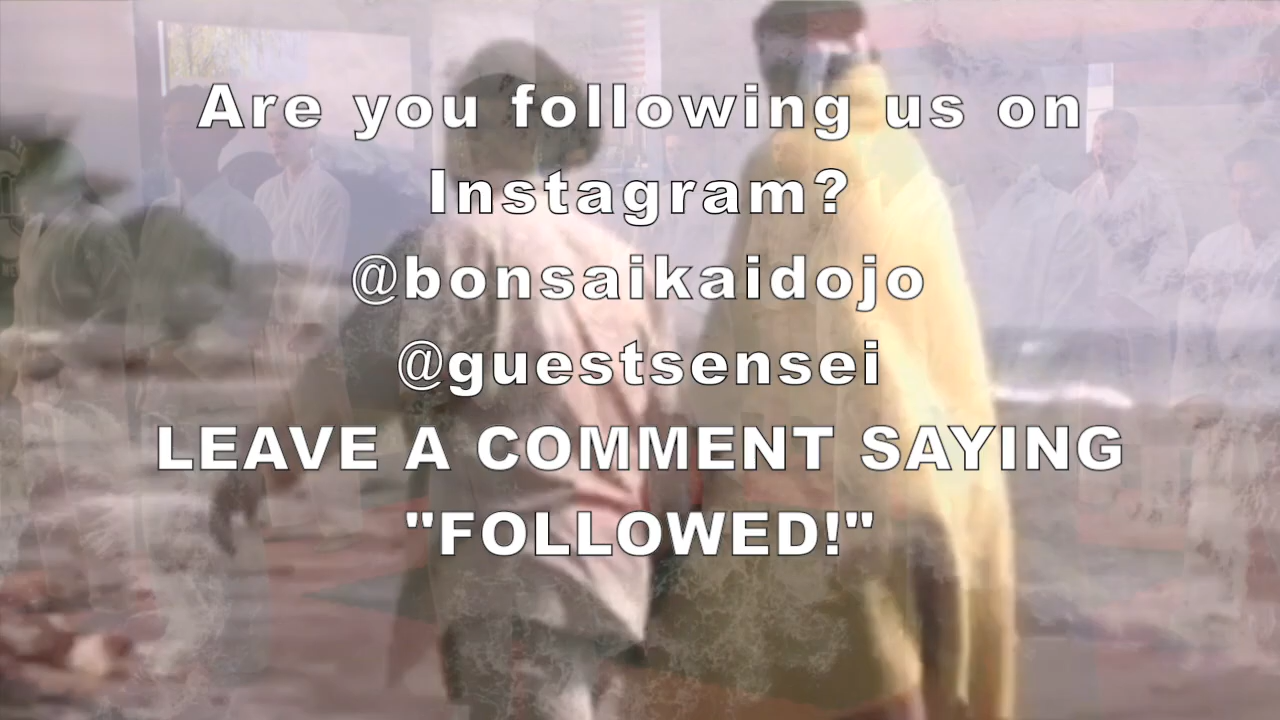 Are you following us on
Instagram?
@bonsaikaidojo
@guestsensei
LEAVE A COMMENT SAYING
"FOLLOWED!"